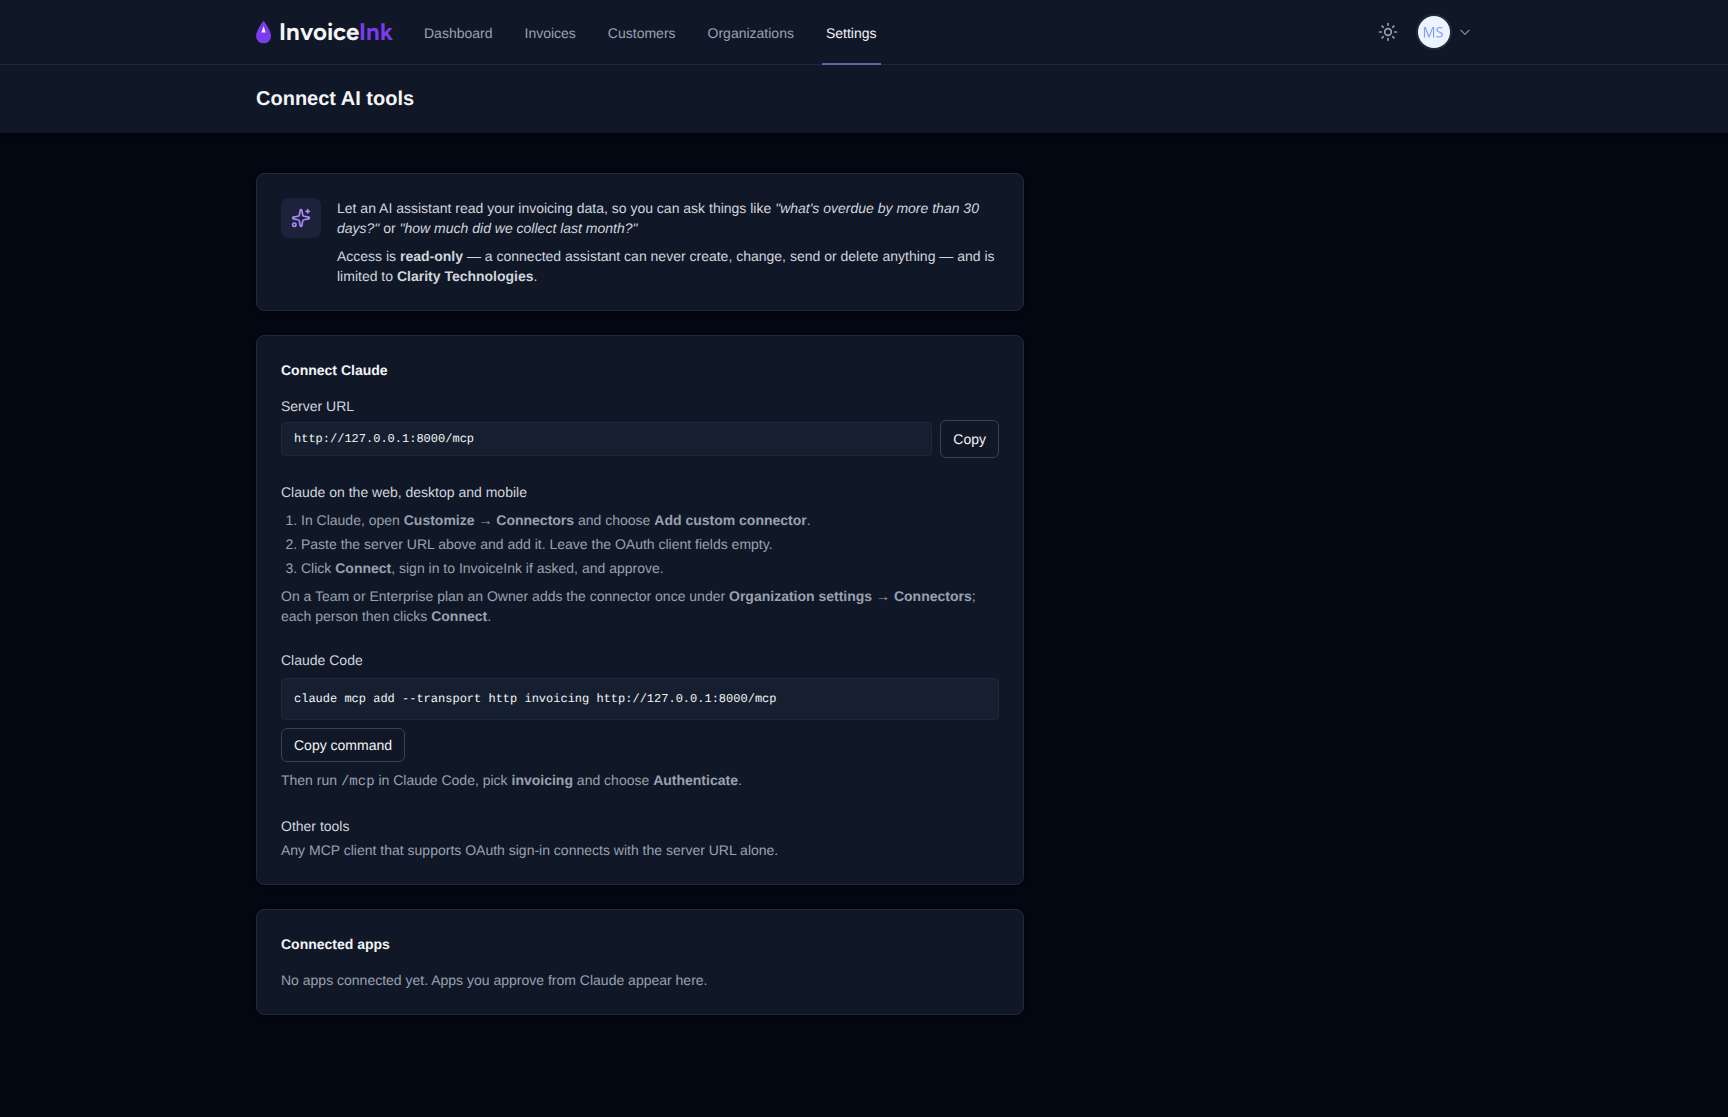 InvoiceInk
Dashboard
Invoices
Customers
Organizations
Settings
MS
Connect AI tools
Let an AI assistant read your invoicing data, so you can ask things like "what's overdue by more than 30
days?" or "how much did we collect last month?"
Access is read-only — a connected assistant can never create, change, send or delete anything — and is
limited to Clarity Technologies.
Connect Claude
Server URL
http://127.0.0.1:8000/mcp
Copy
Claude on the web, desktop and mobile
1. In Claude, open Customize → Connectors and choose Add custom connector.
2. Paste the server URL above and add it. Leave the OAuth client fields empty.
3. Click Connect, sign in to InvoiceInk if asked, and approve.
On a Team or Enterprise plan an Owner adds the connector once under Organization settings → Connectors;
each person then clicks Connect.
Claude Code
claude mcp add --transport http invoicing http://127.0.0.1:8000/mcp
Copy command
Then run /mcp in Claude Code, pick invoicing and choose Authenticate.
Other tools
Any MCP client that supports OAuth sign-in connects with the server URL alone.
Connected apps
No apps connected yet. Apps you approve from Claude appear here.